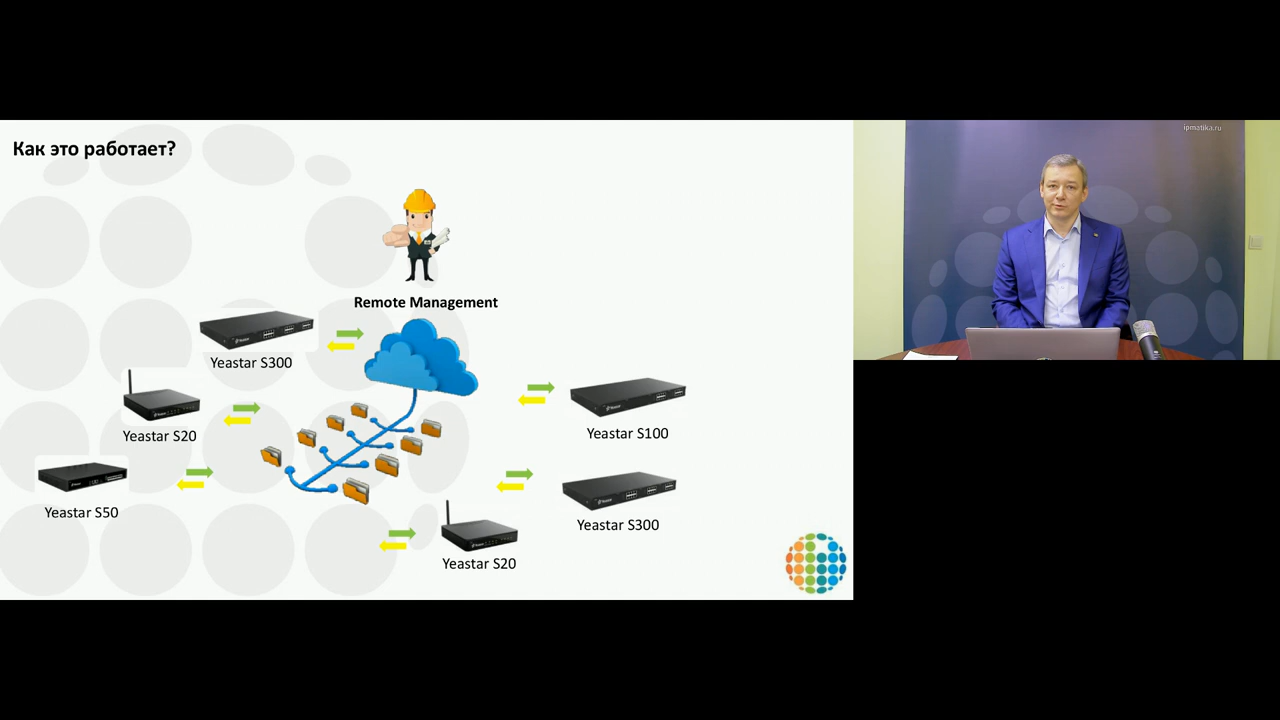 Как это работает?
ipmatika.ru
Remote Management
Yeastar S300
Yeastar S20
Yeastar S100
Yeastar S50
Yeastar S300
Yeastar S20